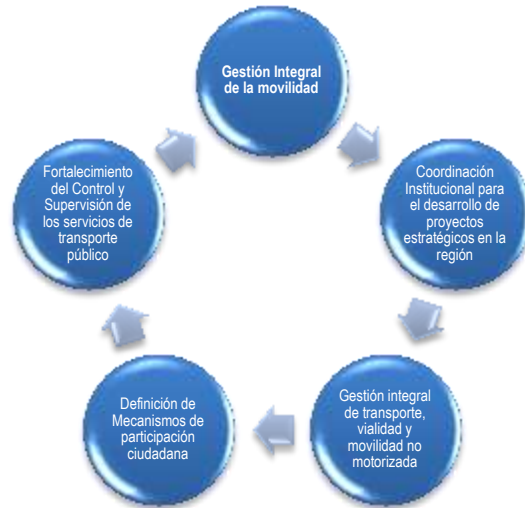 Gestión Integral
de la movilidad
Coordinación
Institucional para
el desarrollo de
proyectos
estratégicos en la
región
Gestión integral
de transporte,
vialidad y
movilidad no
motorizada
Definición de
Mecanismos de
participación
ciudadana
Fortalecimiento
del Control y
Supervisión de
los servicios de
transporte
público